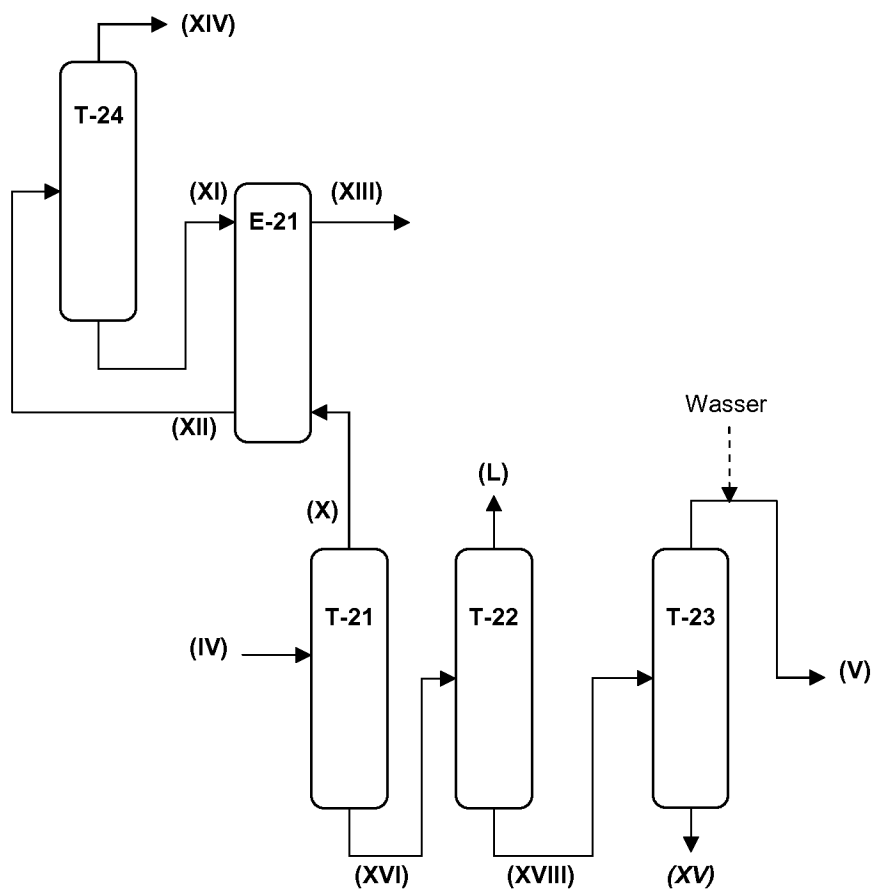 (XIV)
T-24
(XI)
(XIII)
E-21
(XII)
Wasser
(L)
(X)
T-21
T-22
T-23
(IV)
(V)
(XVI)
(XVIII)
(XV)